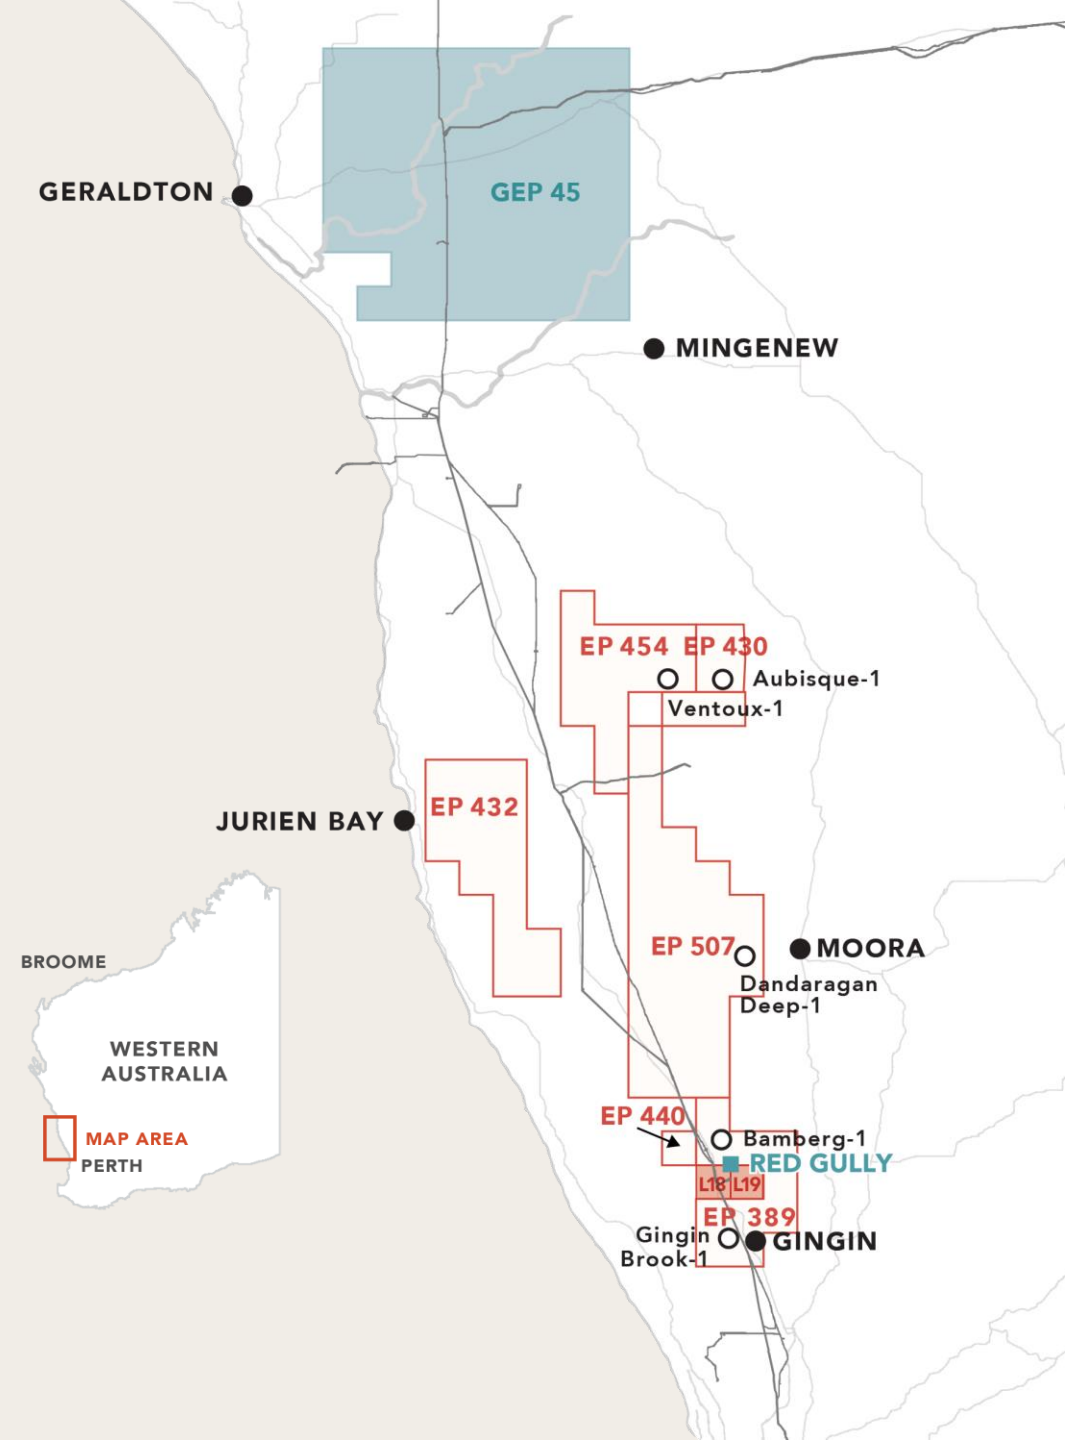 GEP 45
GERALDTON
MINGENEW
EP 454
EP 430
Aubisque-1
Ventoux-1
EP 432
JURIEN BAY
EP 507
MOORA
Dandaragan
Deep-1
BROOME
WESTERN
AUSTRALIA
MAP AREA
PERTH
EP 440
Bamberg-1
RED GULLY
L18
L19
EP 389
Gingin
Brook-1
GINGIN